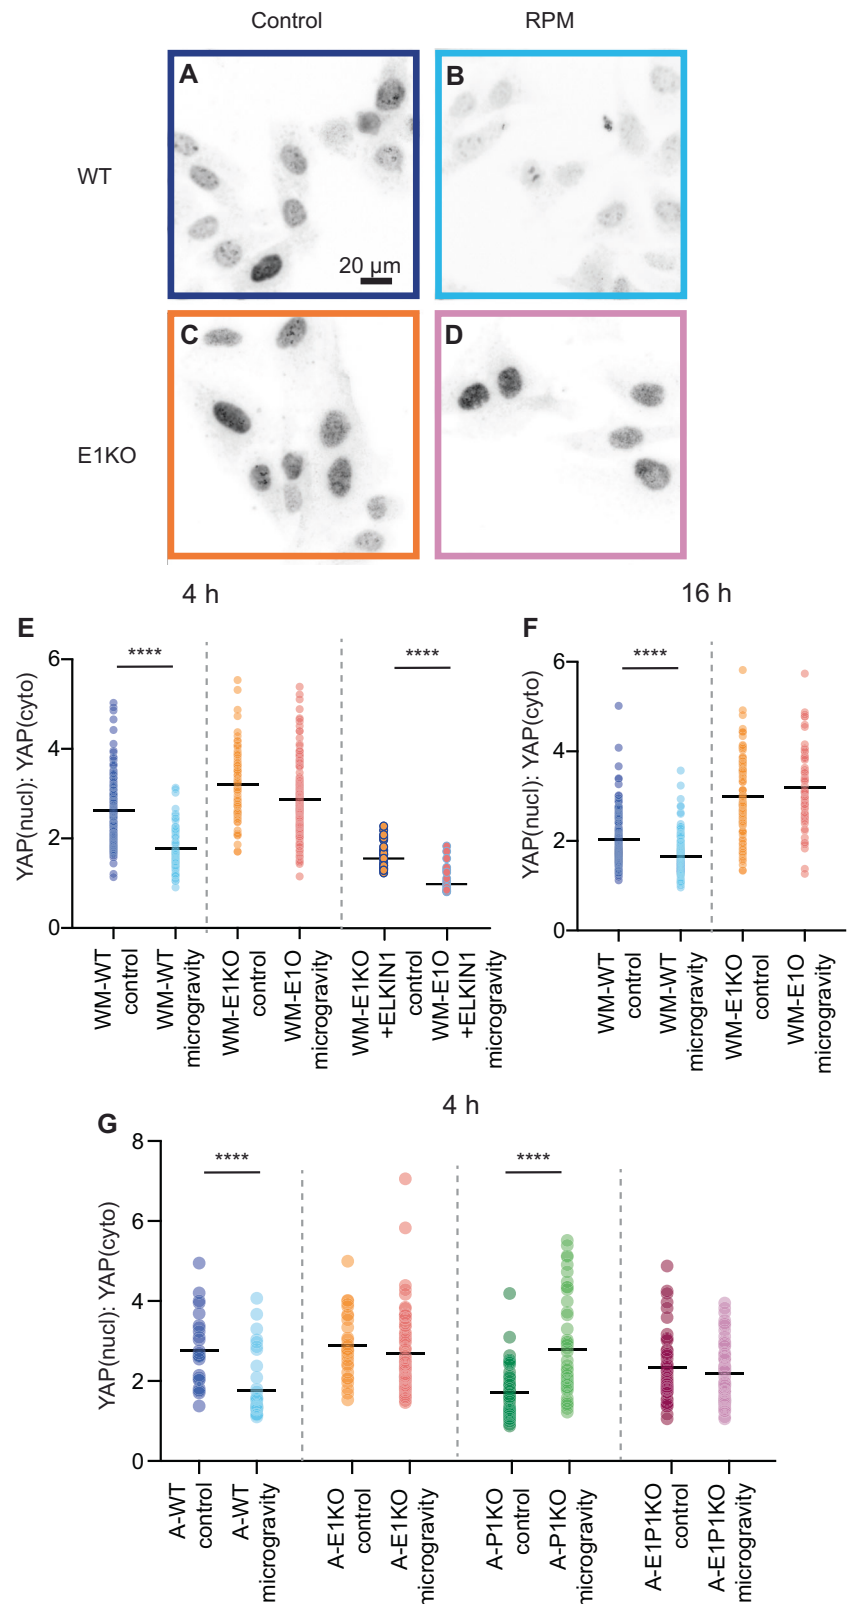 Control RPM
A B
WT
20 µm
C D
E1KO
4 h
16 h
E
F
YAP(nucl): YAP(cyto)
6
4
2
0
****
****
WM-WT
control
WM-WT
microgravity
WM-E1KO
control
WM-E1O
microgravity
WM-E1KO
+ELKIN1
control
WM-E1O
+ELKIN1
microgravity
YAP(nucl): YAP(cyto)
6
4
2
0
****
WM-WT
control
WM-WT
microgravity
WM-E1KO
control
WM-E1O
microgravity
4 h
G
YAP(nucl): YAP(cyto)
8
6
4
2
0
****
****
A-WT
control
A-WT
microgravity
A-E1KO
control
A-E1KO
microgravity
A-P1KO
control
A-P1KO
microgravity
A-E1P1KO
control
A-E1P1KO
microgravity